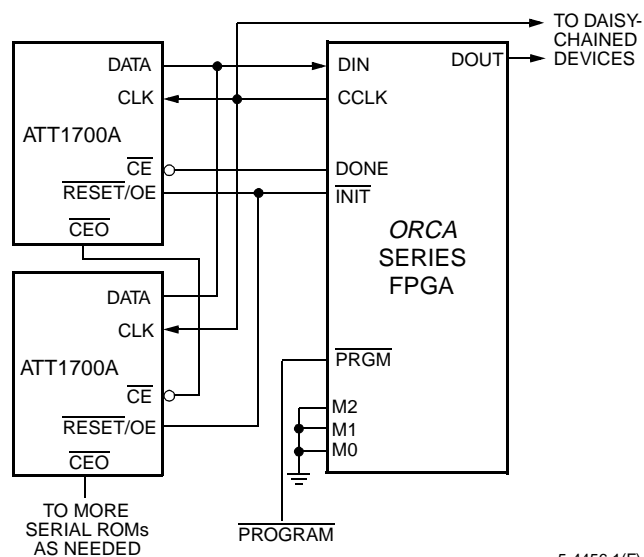 TO DAISY-
CHAINED
DEVICES
DATA
CLK
ATT1700A
CE
RESET/OE
CEO
DIN
DOUT
CCLK
DONE
INIT
ORCA
SERIES
FPGA
PRGM
M2
M1
M0
DATA
CLK
ATT1700A
CE
RESET/OE
CEO
TO MORE
SERIAL ROMs
AS NEEDED
PROGRAM